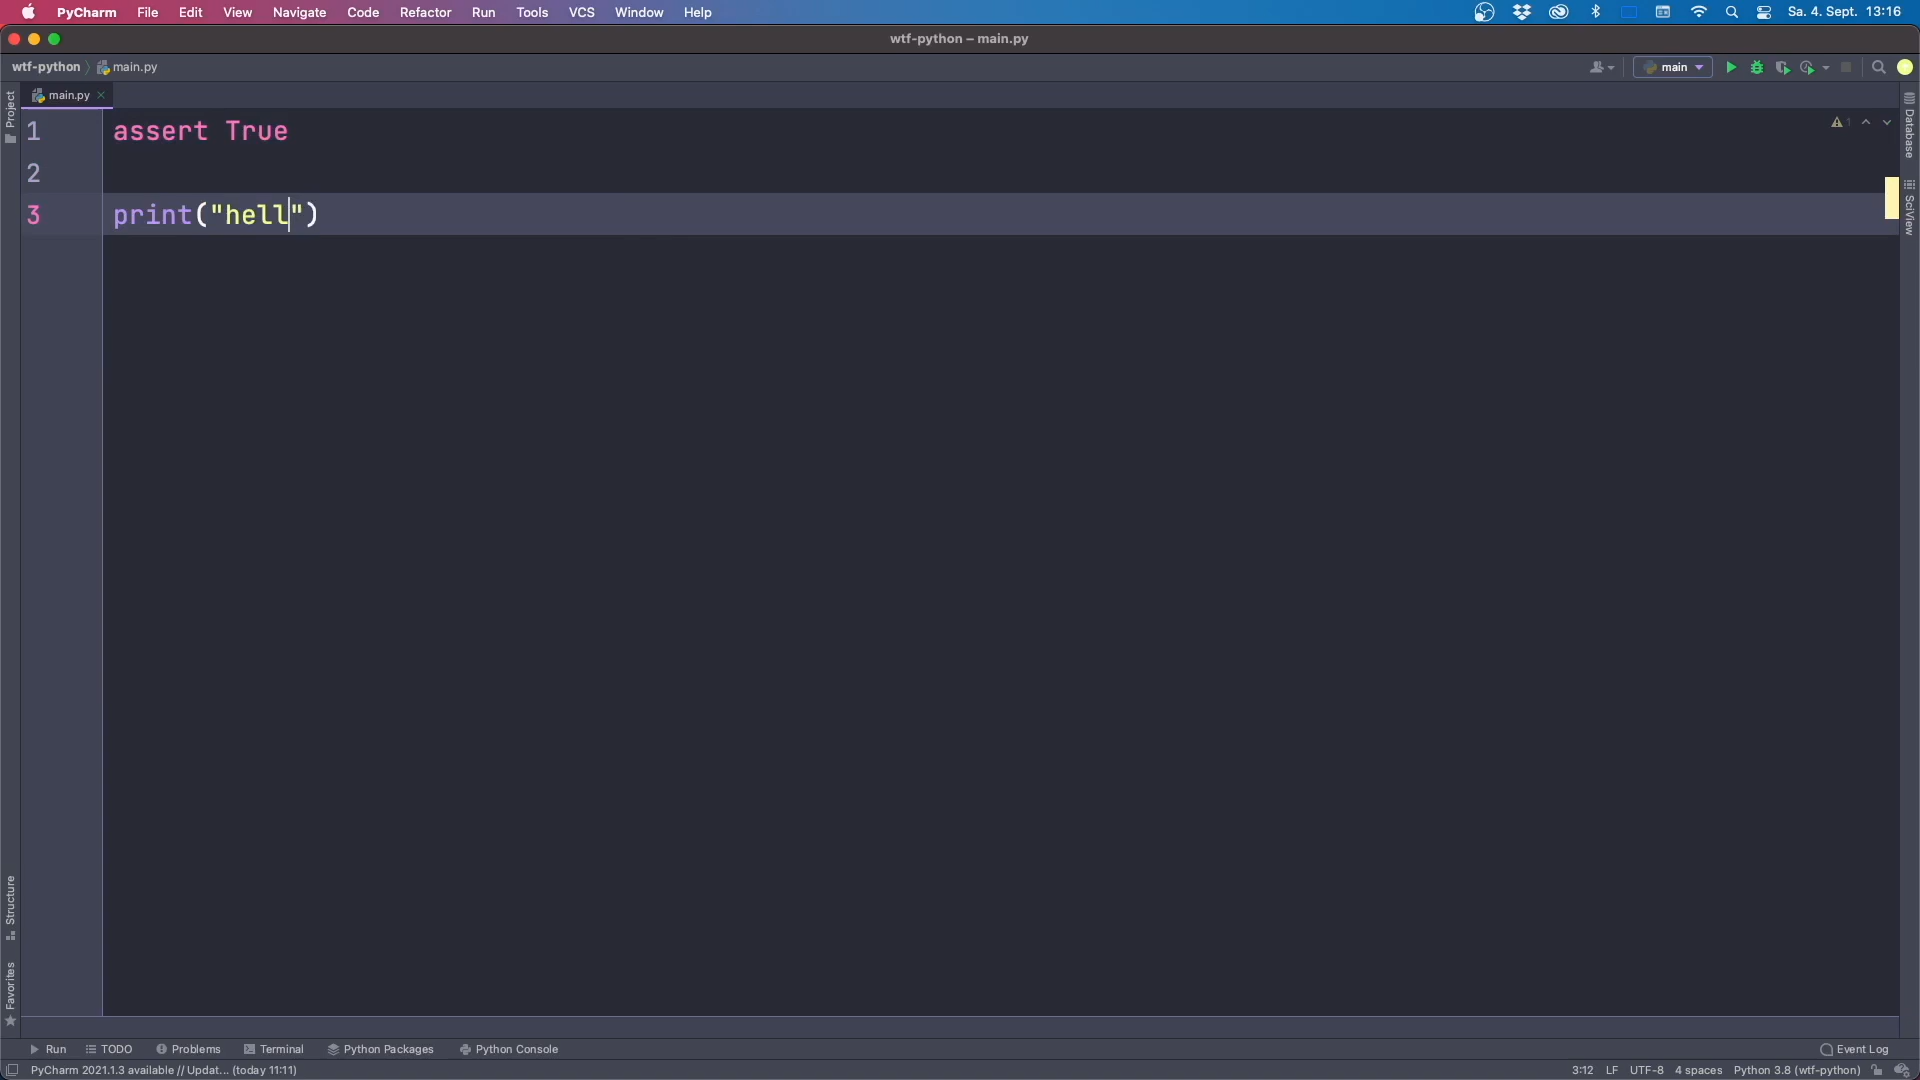 PyCharm File Edit View Navigate Code Refactor Run Tools VCS Window Help Sa. 4. Sept. 13:16
wtf-python – main.py
wtf-python main.py main
main.py
Project
1 assert True
2
3 print("hell")
1
Database
SciView
Structure
Favorites
Run TODO Problems Terminal Python Packages Python Console Event Log
PyCharm 2021.1.3 available // Updat... (today 11:11) 3:12 LF UTF-8 4 spaces Python 3.8 (wtf-python)